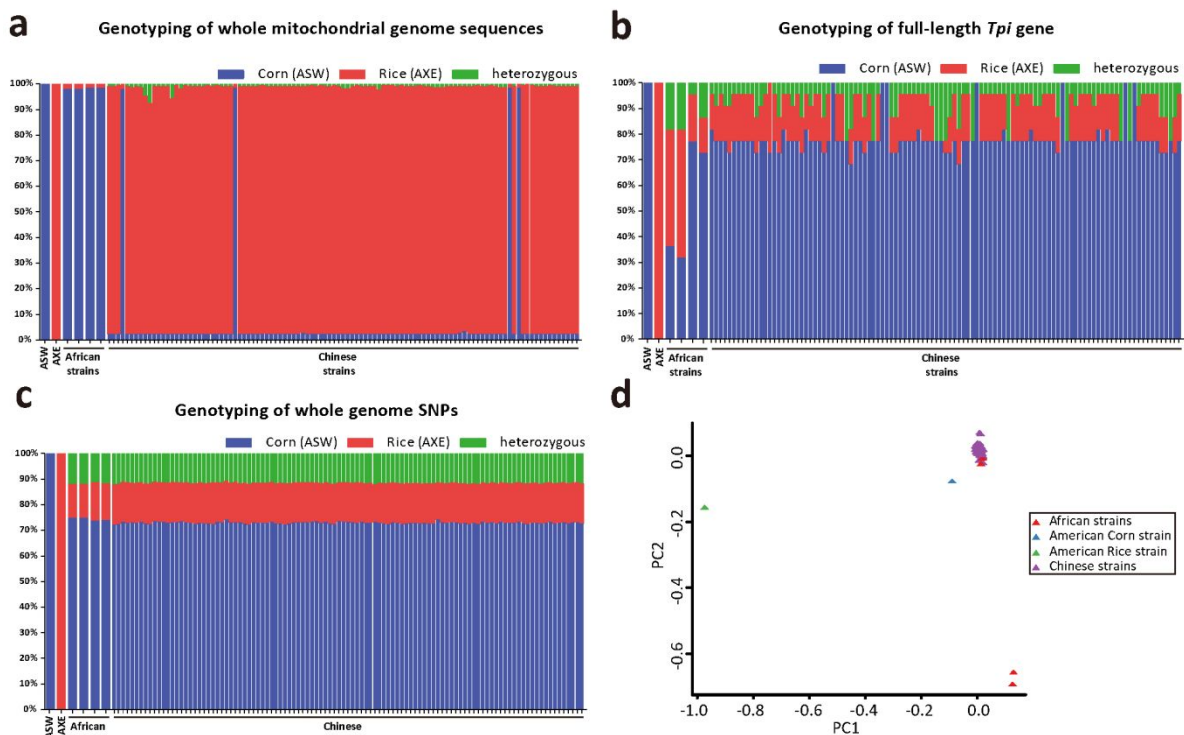 a
Genotyping of whole mitochondrial genome sequences
Corn (ASW) Rice (AXE) heterozygous
100%
90%
80%
70%
60%
50%
40%
30%
20%
10%
0%
ASW
AXE
African
strains
Chinese
strains
b
Genotyping of full-length Tpi gene
Corn (ASW) Rice (AXE) heterozygous
100%
90%
80%
70%
60%
50%
40%
30%
20%
10%
0%
ASW
AXE
African
strains
Chinese
strains
c
Genotyping of whole genome SNPs
Corn (ASW) Rice (AXE) heterozygous
100%
90%
80%
70%
60%
50%
40%
30%
20%
10%
0%
ASW
AXE
African
Chinese
d
PC2
0.0
-0.2
-0.4
-0.6
African strains
American Corn strain
American Rice strain
Chinese strains
-1.0 -0.8 -0.6 -0.4 -0.2 0.0
PC1